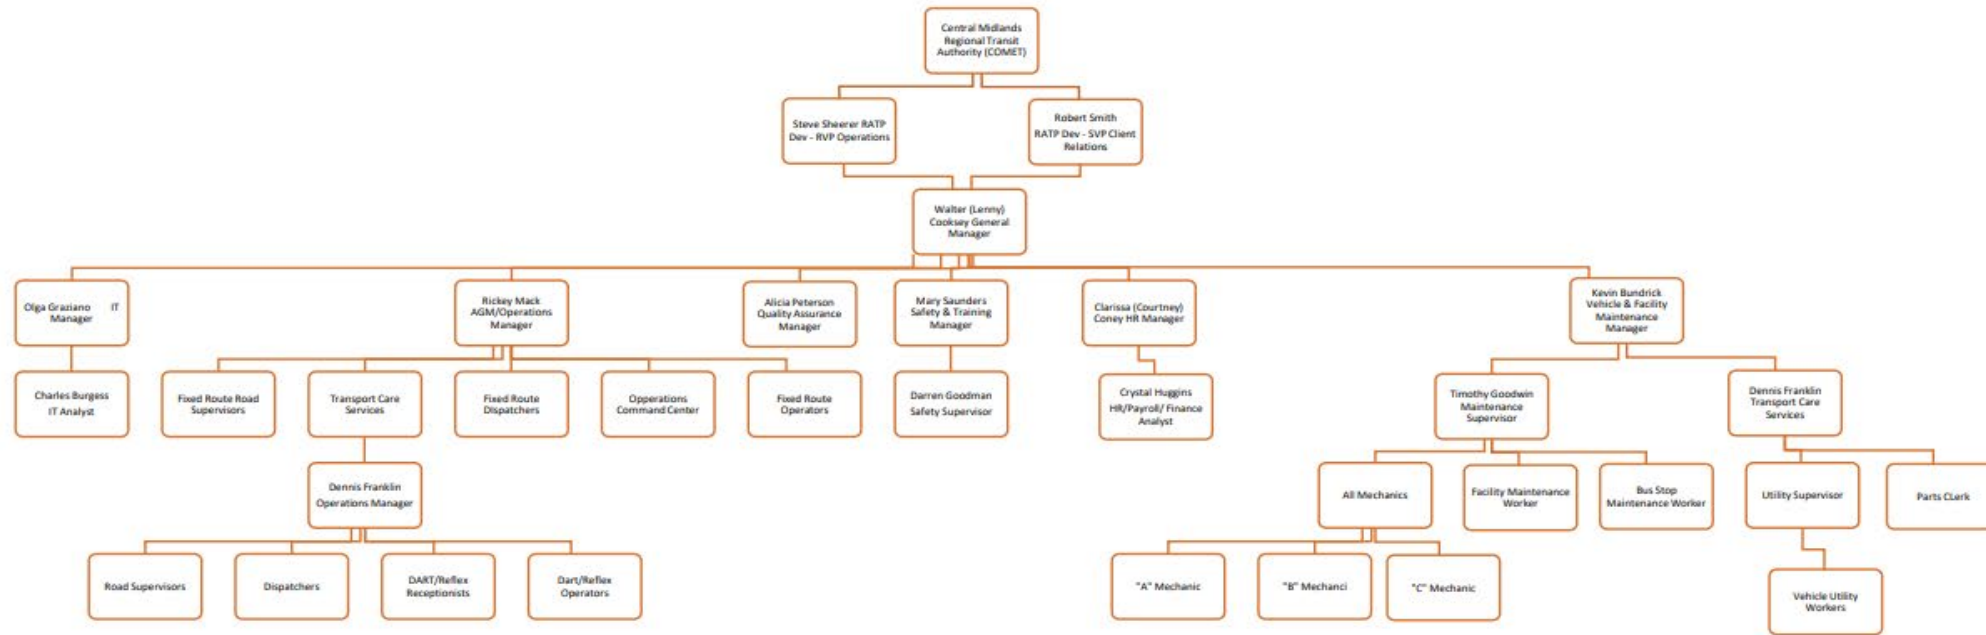 Central Midlands
Regional Transit
Authority (COMET)
Steve Sheerer RATP
Dev - RVP Operations
Robert Smith
RATP Dev - SVP Client
Relations
Walter (Lenny)
Cooksey General
Manager
Olga Graziano IT
Manager
Rickey Mack
AGM/Operations
Manager
Alicia Peterson
Quality Assurance
Manager
Mary Saunders
Safety & Training
Manager
Clarissa (Courtney)
Coney HR Manager
Kevin Bundrick
Vehicle & Facility
Maintenance
Manager
Charles Burgess
IT Analyst
Fixed Route Road
Supervisors
Transport Care
Services
Fixed Route
Dispatchers
Opperations
Command Center
Fixed Route
Operators
Darren Goodman
Safety Supervisor
Crystal Huggins
HR/Payroll/ Finance
Analyst
Timothy Goodwin
Maintenance
Supervisor
Dennis Franklin
Transport Care
Services
Dennis Franklin
Operations Manager
All Mechanics
Facility Maintenance
Worker
Bus Stop
Maintenance Worker
Utility Supervisor
Parts CLerk
Road Supervisors
Dispatchers
DART/Reflex
Receptionists
Dart/Reflex
Operators
"A" Mechanic
"B" Mechanci
"C" Mechanic
Vehicle Utility
Workers